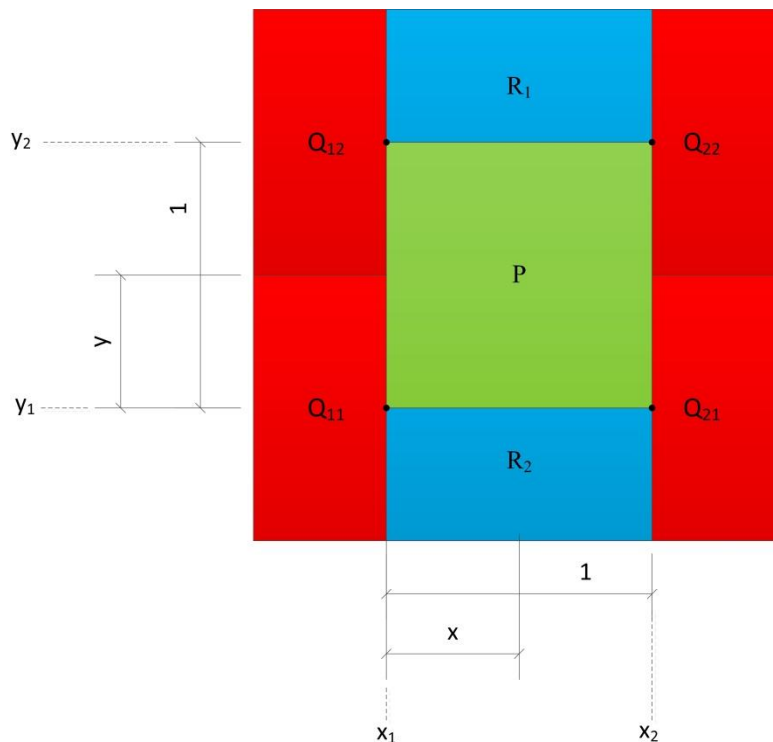 R₁
y₂
Q₁₂
Q₂₂
1
P
y
y₁
Q₁₁
Q₂₁
R₂
1
x
x₁
x₂